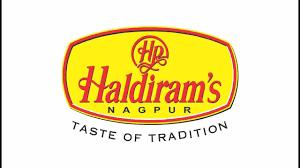 HR
Haldiram's
NAGPUR
TASTE OF TRADITION